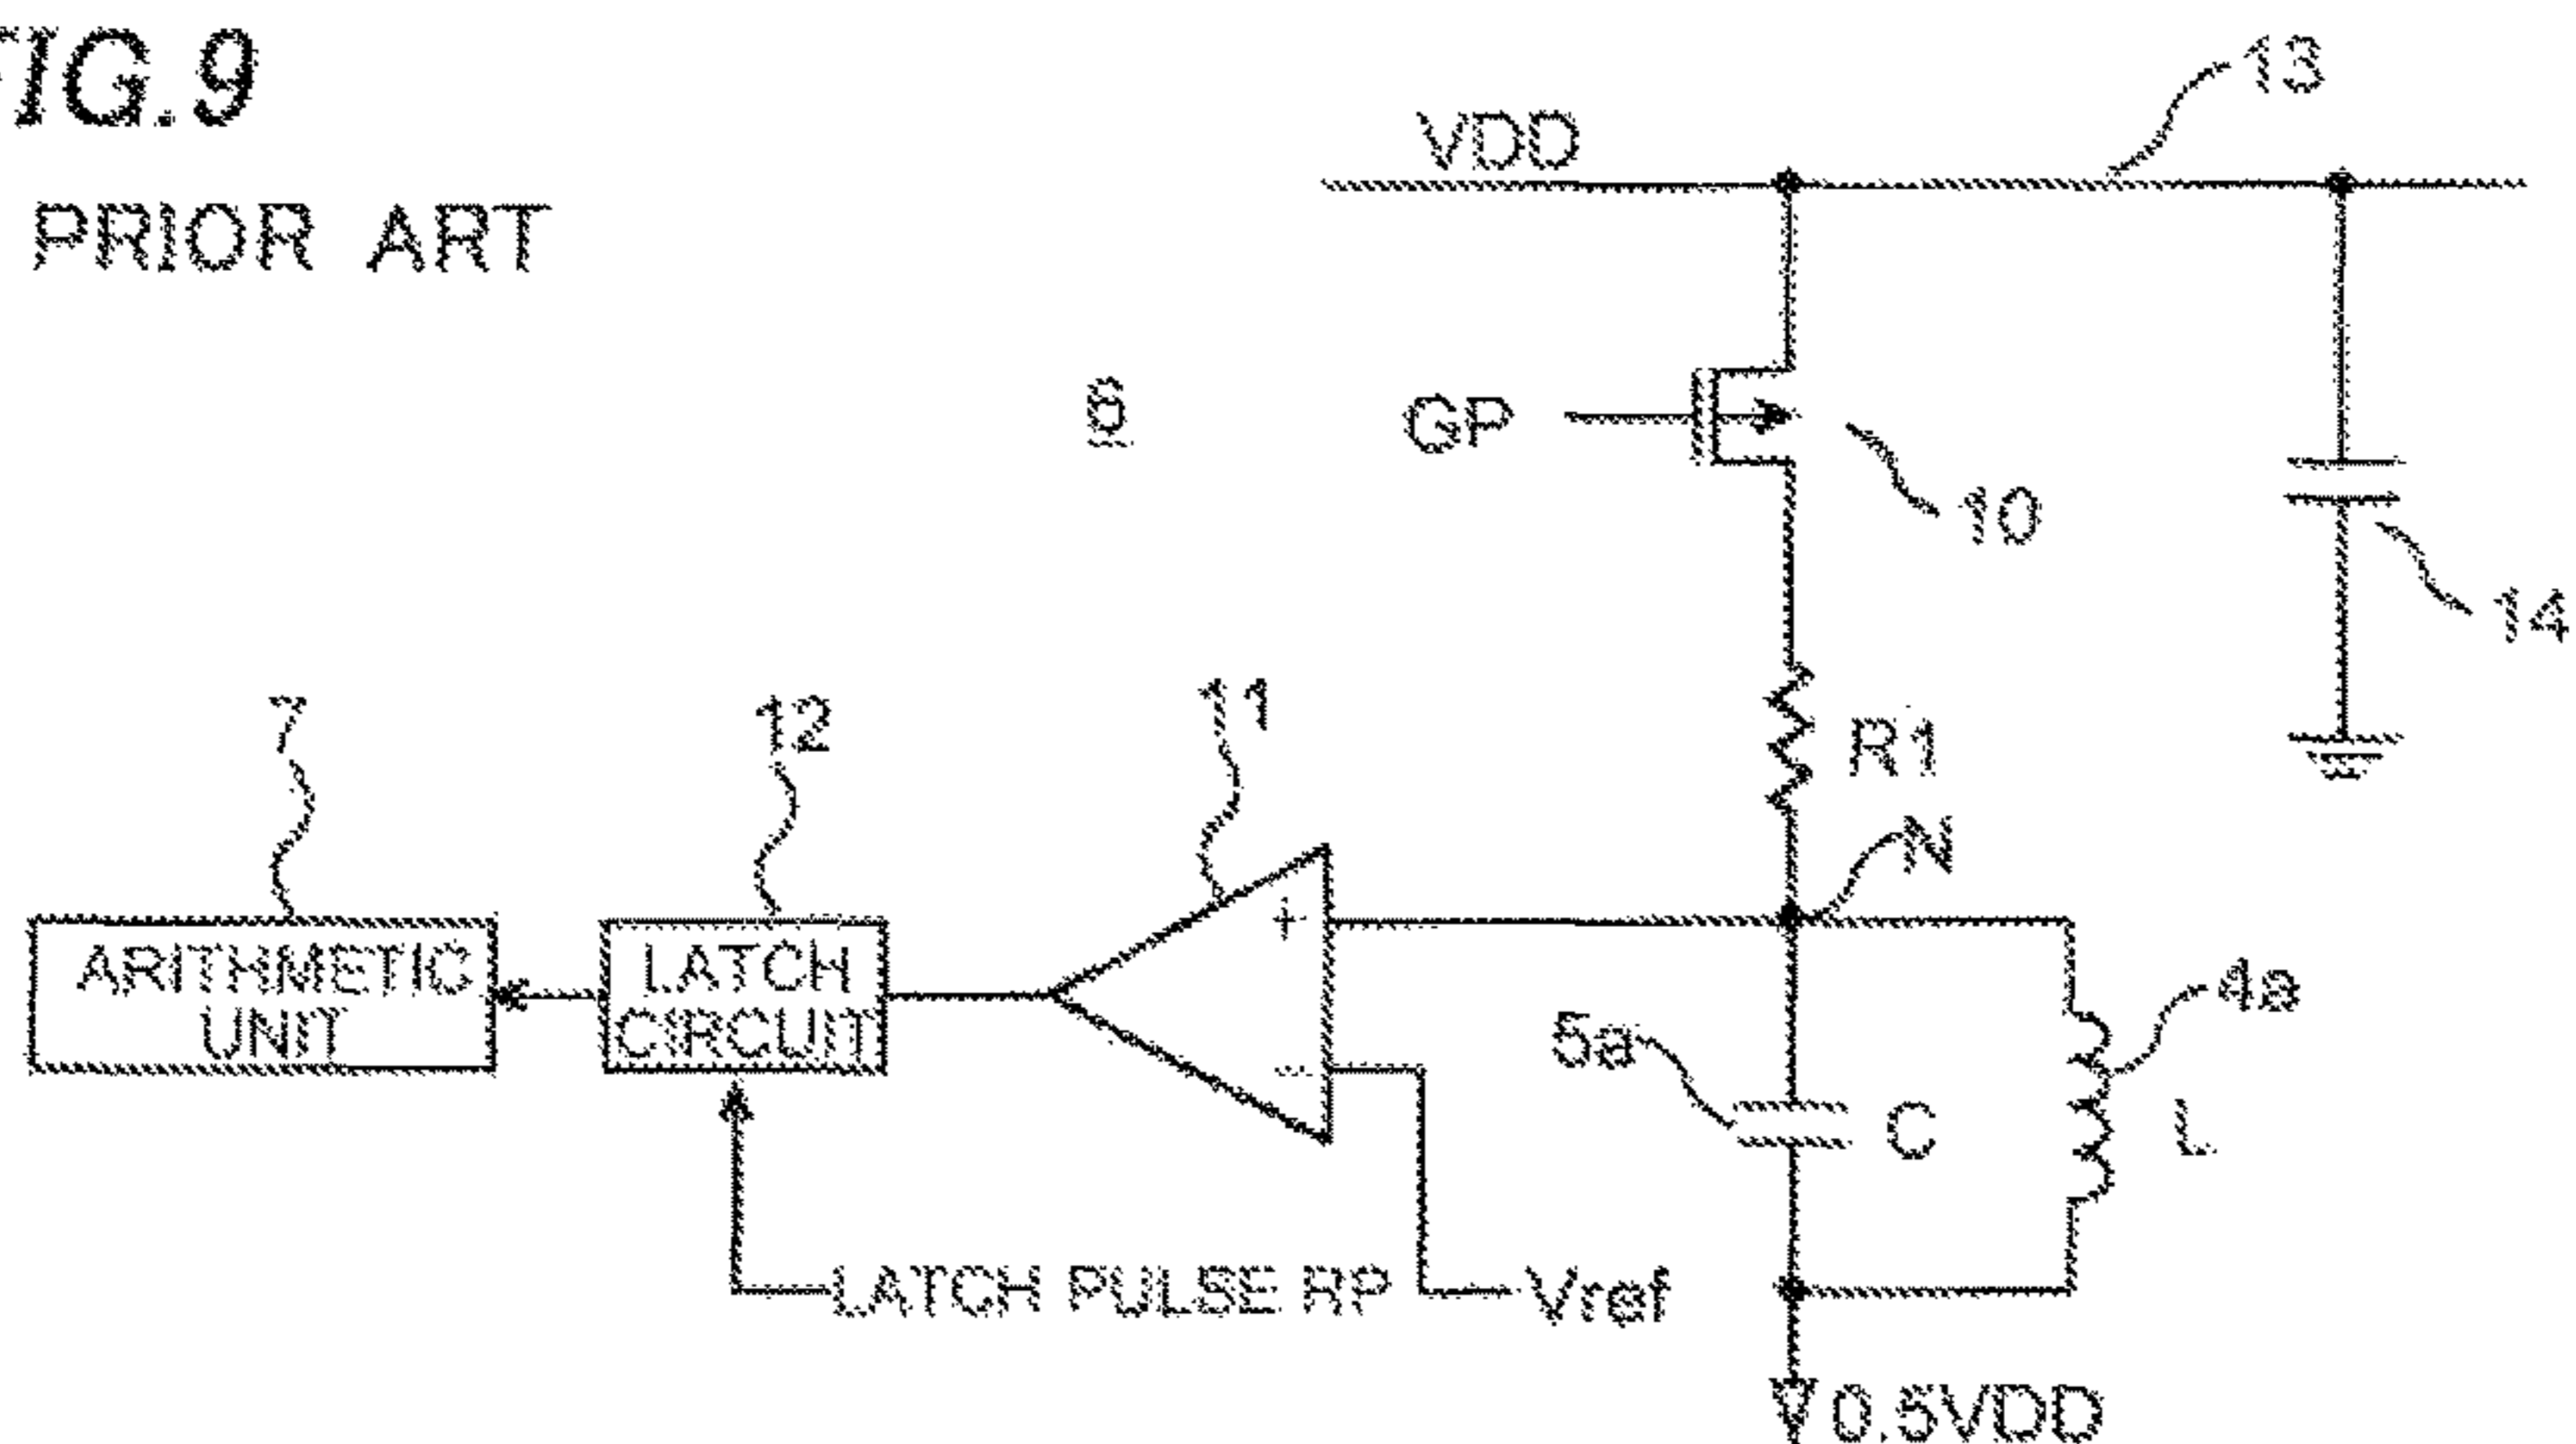 FIG.9
PRIOR ART
VDD
13
6
GP
10
14
R1
7
12
11
N
+
ARITHMETIC
UNIT
LATCH
CIRCUIT
-
5a
C
4a
L
LATCH PULSE RP
Vref
0.5VDD